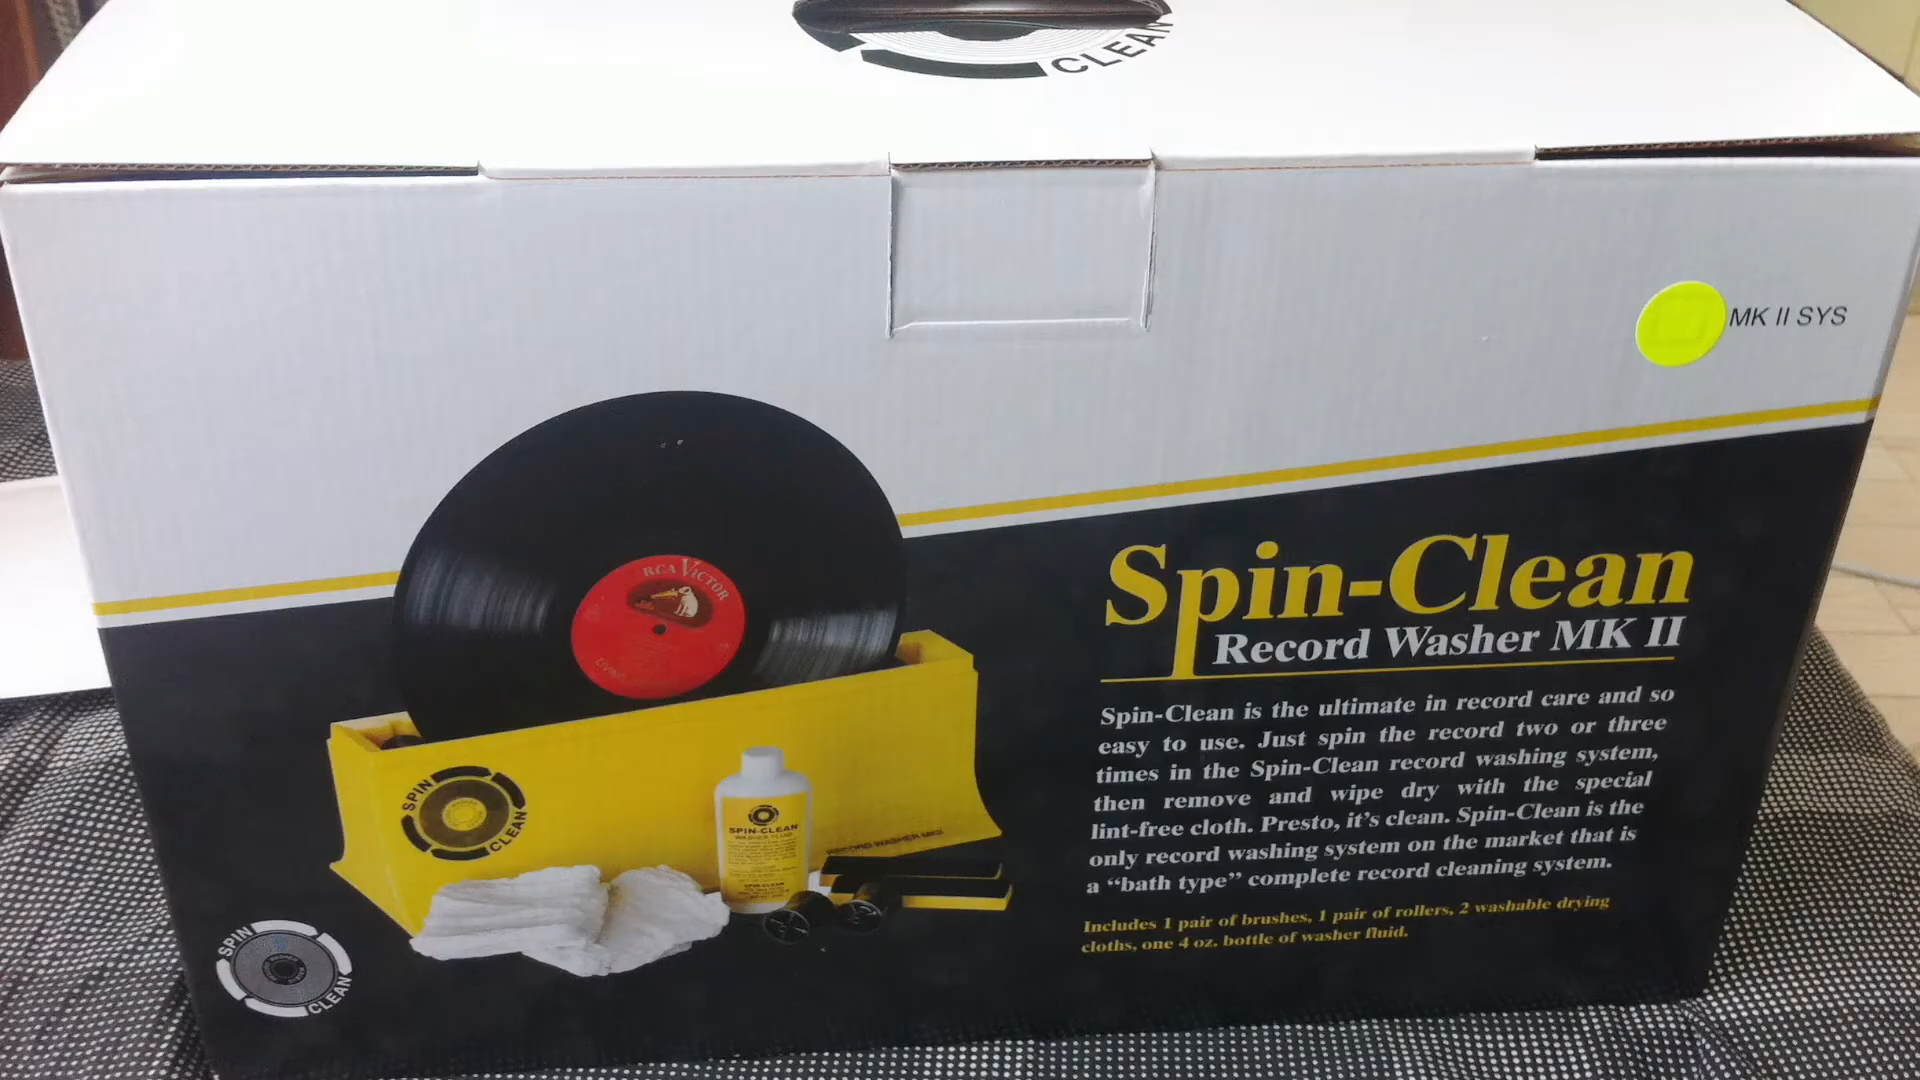 CLEAN
MK II SYS
RCA VICTOR
LIVING
Spin-Clean
Record Washer MK II
Spin-Clean is the ultimate in record care and so
easy to use. Just spin the record two or three
times in the Spin-Clean record washing system,
then remove and wipe dry with the special
lint-free cloth. Presto, it's clean. Spin-Clean is the
only record washing system on the market that is
a “bath type” complete record cleaning system.
Includes 1 pair of brushes, 1 pair of rollers, 2 washable drying
cloths, one 4 oz. bottle of washer fluid.
SPIN
CLEAN
SPIN-CLEAN
WASHER FLUID
SPIN-CLEAN
RECORD WASHER MKII
SPIN
CLEAN